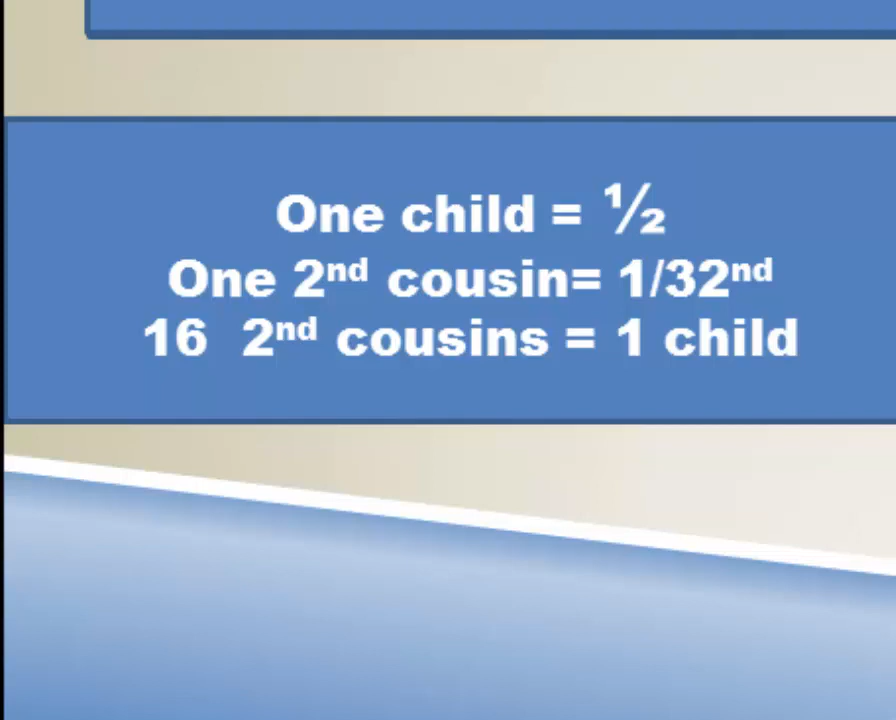 One child = ½
One 2nd cousin= 1/32nd
16  2nd cousins = 1 child